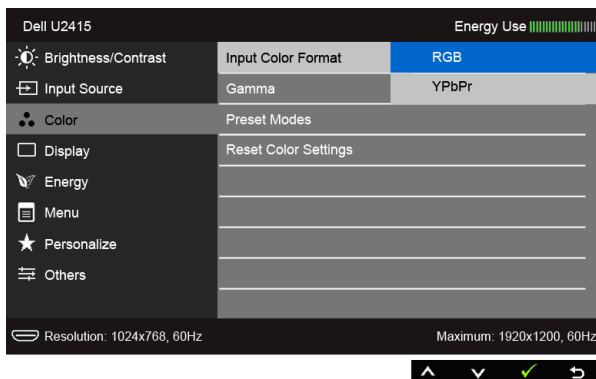 Dell U2415 Energy Use
Brightness/Contrast Input Color Format RGB
Input Source Gamma YPbPr
Color Preset Modes
Display Reset Color Settings
Energy
Menu
Personalize
Others
Resolution: 1024x768, 60Hz Maximum: 1920x1200, 60Hz